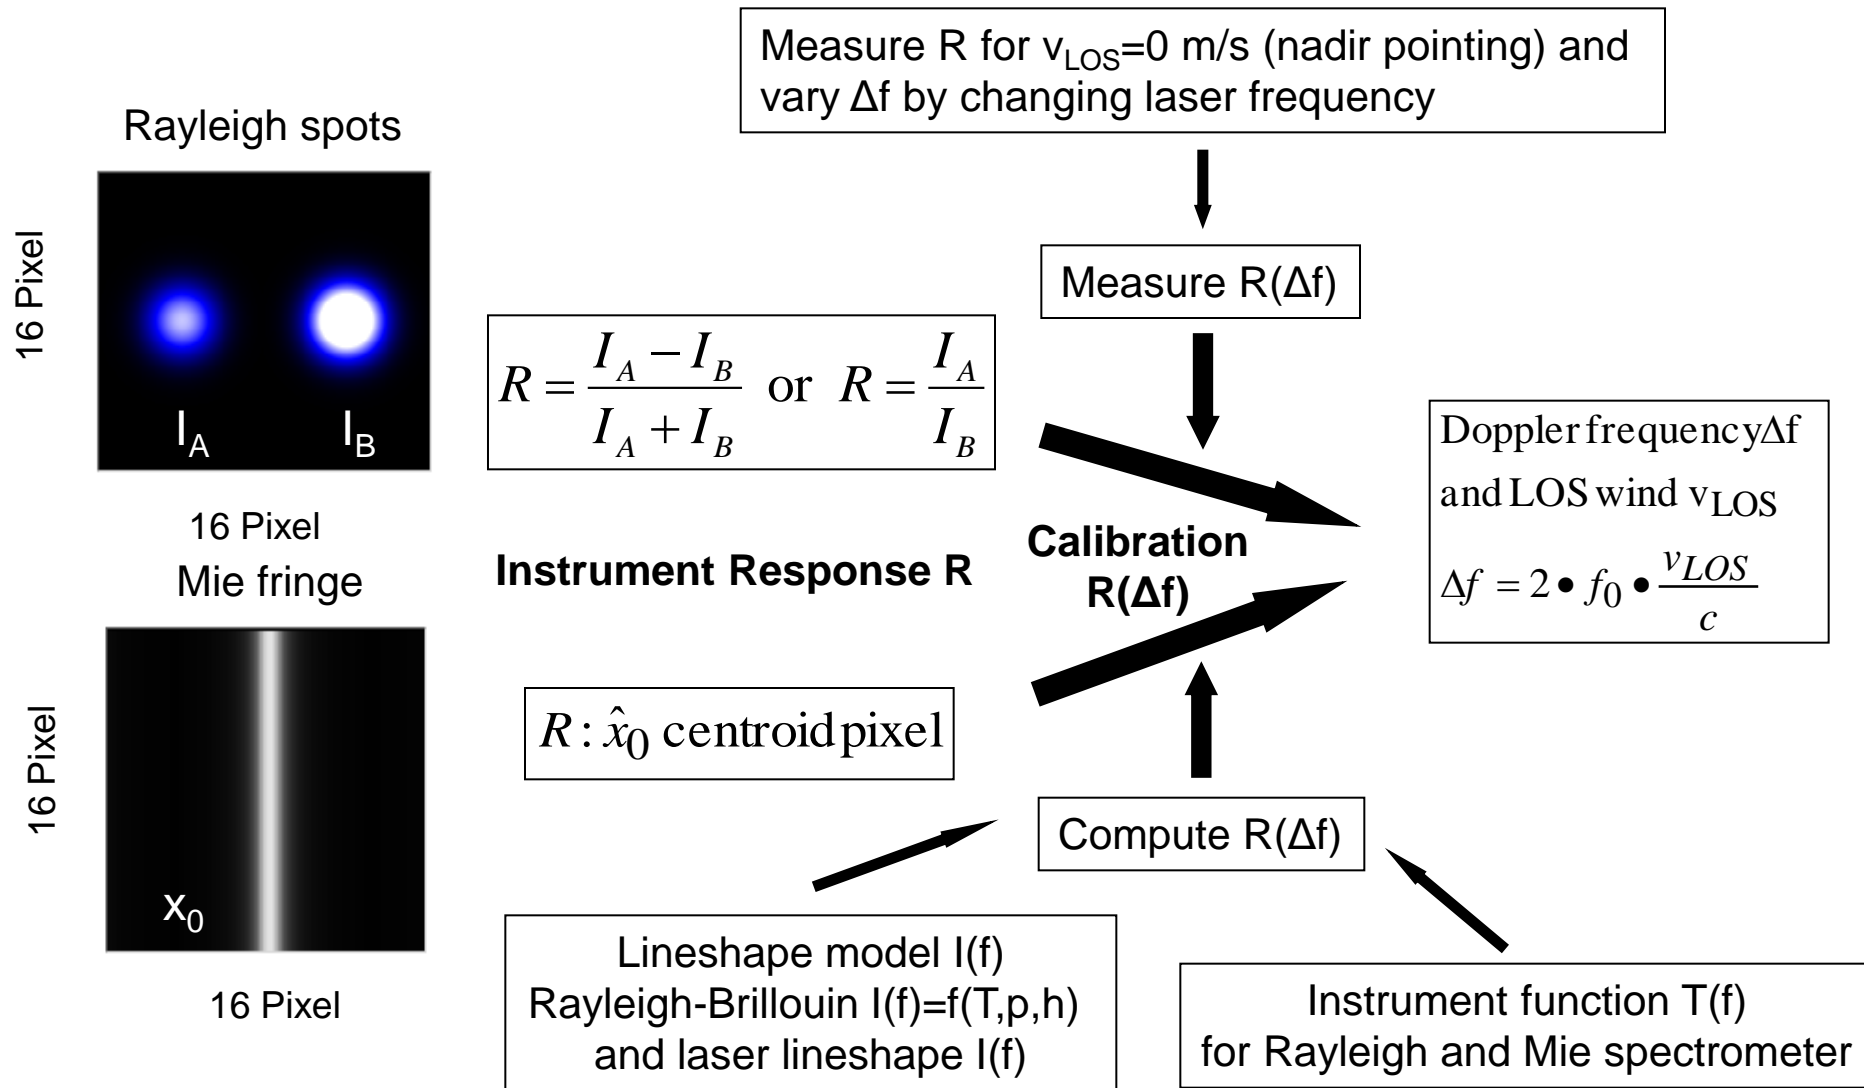 Measure R for v_LOS=0 m/s (nadir pointing) and
vary Δf by changing laser frequency
Rayleigh spots
16 Pixel
I_A
I_B
16 Pixel
Measure R(Δf)
R = (I_A − I_B)/(I_A + I_B) or R = I_A/I_B
Doppler frequency Δf
and LOS wind v_LOS
Δf = 2 • f_0 • v_LOS/c
Instrument Response R
Calibration
R(Δf)
Mie fringe
16 Pixel
x_0
16 Pixel
R : x̂_0 centroid pixel
Compute R(Δf)
Lineshape model I(f)
Rayleigh-Brillouin I(f)=f(T,p,h)
and laser lineshape I(f)
Instrument function T(f)
for Rayleigh and Mie spectrometer